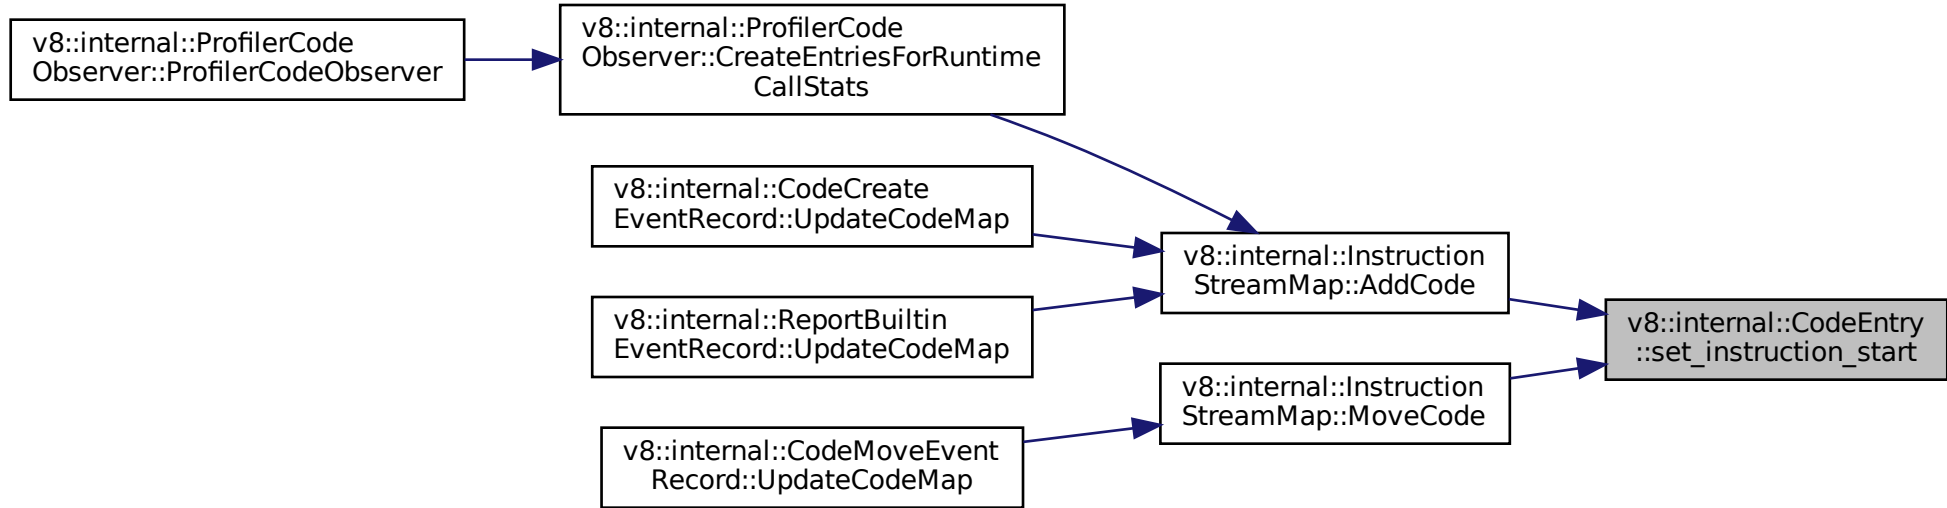 v8::internal::ProfilerCode
Observer::ProfilerCodeObserver
v8::internal::ProfilerCode
Observer::CreateEntriesForRuntime
CallStats
v8::internal::CodeCreate
EventRecord::UpdateCodeMap
v8::internal::ReportBuiltin
EventRecord::UpdateCodeMap
v8::internal::CodeMoveEvent
Record::UpdateCodeMap
v8::internal::Instruction
StreamMap::AddCode
v8::internal::Instruction
StreamMap::MoveCode
v8::internal::CodeEntry
::set_instruction_start